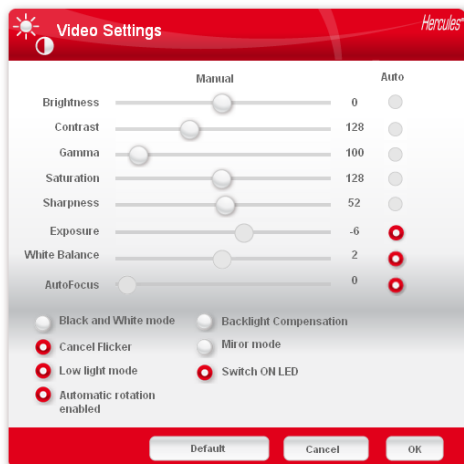 Video Settings
Hercules
Manual Auto
Brightness 0
Contrast 128
Gamma 100
Saturation 128
Sharpness 52
Exposure -6
White Balance 2
AutoFocus 0
Black and White mode Backlight Compensation
Cancel Flicker Miror mode
Low light mode Switch ON LED
Automatic rotation
enabled
Default Cancel OK